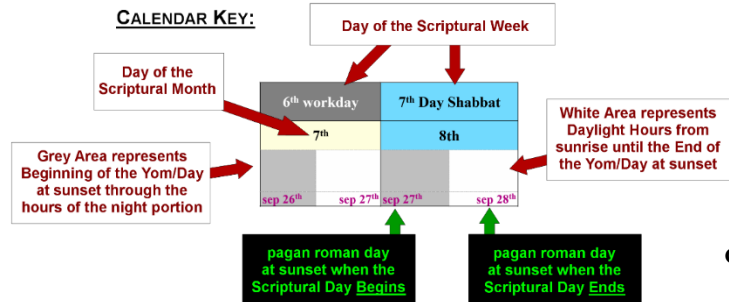 CALENDAR KEY:
Day of the Scriptural Week
Day of the
Scriptural Month
6th workday
7th Day Shabbat
7th
8th
White Area represents
Daylight Hours from
sunrise until the End of
the Yom/Day at sunset
Grey Area represents
Beginning of the Yom/Day
at sunset through the
hours of the night portion
sep 26th
sep 27th
sep 27th
sep 28th
pagan roman day
at sunset when the
Scriptural Day Begins
pagan roman day
at sunset when the
Scriptural Day Ends